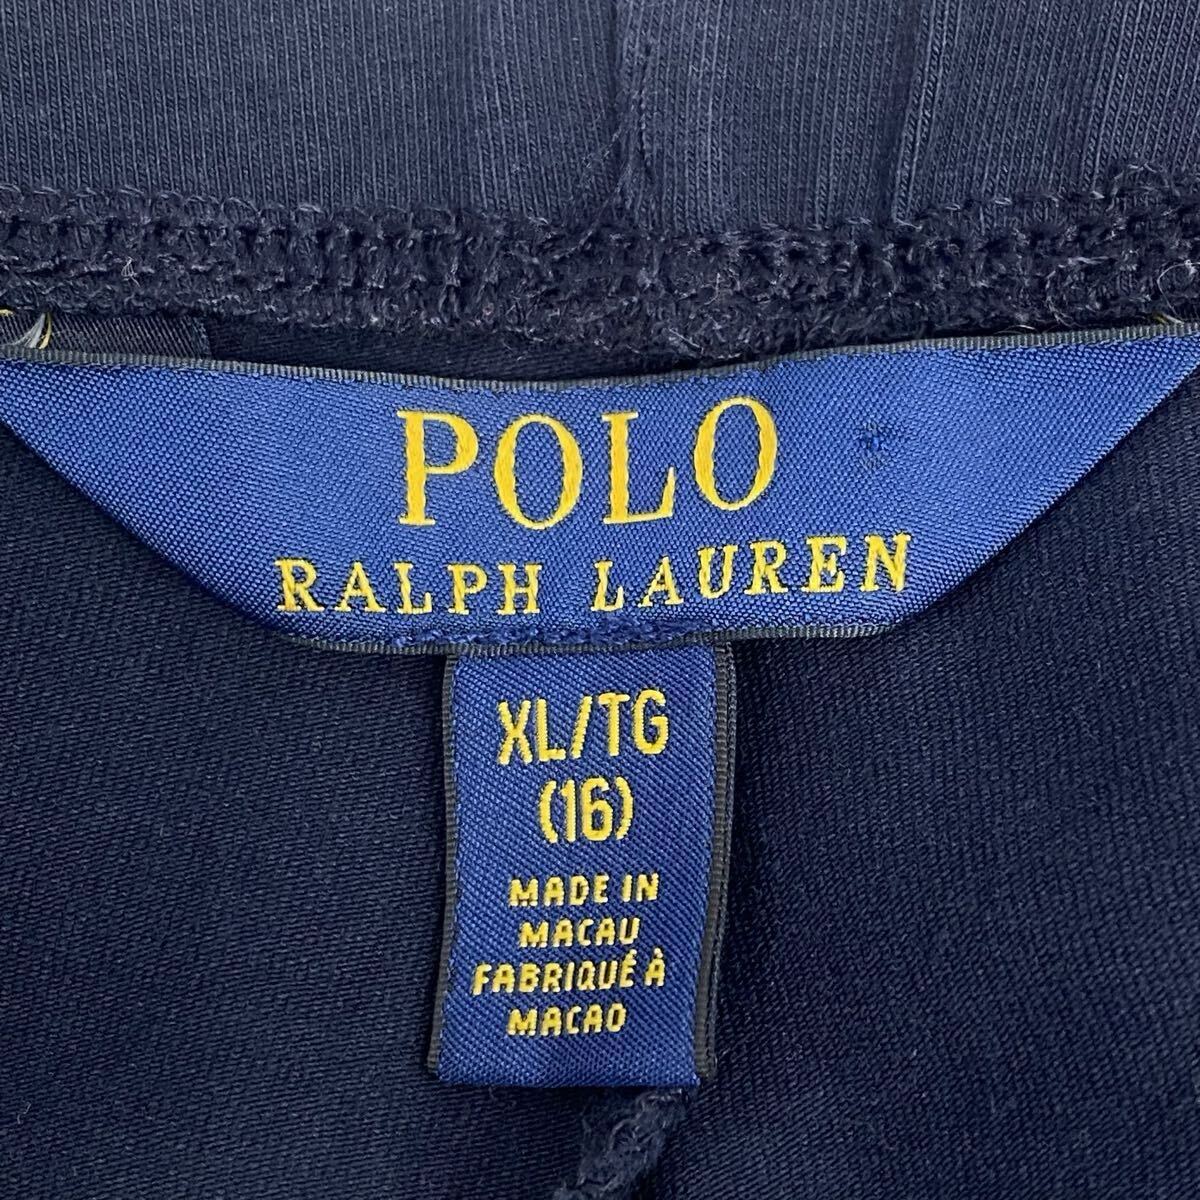 POLO
RALPH LAUREN
XL/TG
(16)
MADE IN
MACAU
FABRIQUÉ À
MACAO